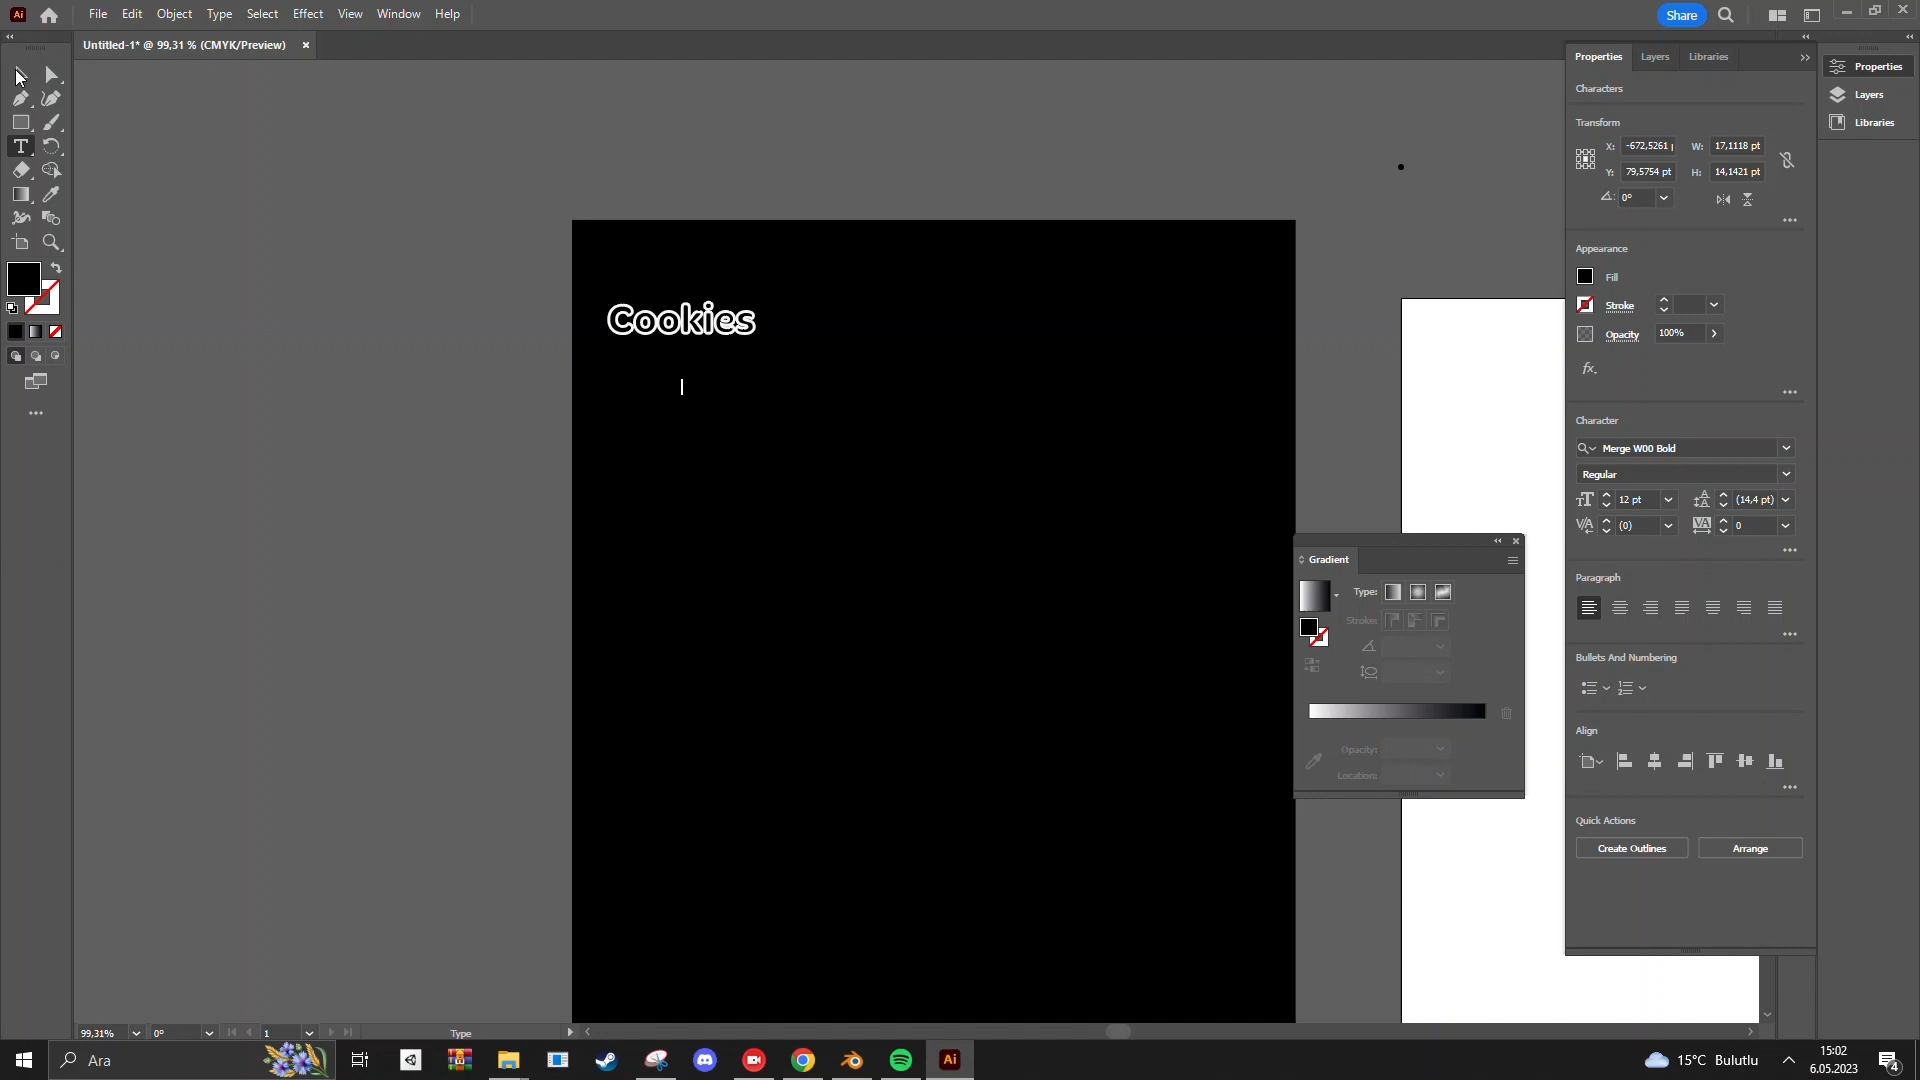 Ai File Edit Object Type Select Effect View Window Help Share
Untitled-1* @ 99,31 % (CMYK/Preview)
Cookies
Properties Layers Libraries
Characters
Transform
X: -672,5261 W: 17,1118 pt
Y: 79,5754 pt H: 14,1421 pt
0°
Appearance
Fill
Stroke
Opacity 100%
fx.
Character
Merge W00 Bold
Regular
12 pt (14,4 pt)
(0) 0
Paragraph
Bullets And Numbering
Align
Quick Actions
Create Outlines Arrange
Properties
Layers
Libraries
Gradient
Type:
Stroke:
Opacity:
Location:
99,31% 0° 1 Type
Ara
Ai
15°C Bulutlu
15:02
6.05.2023
4